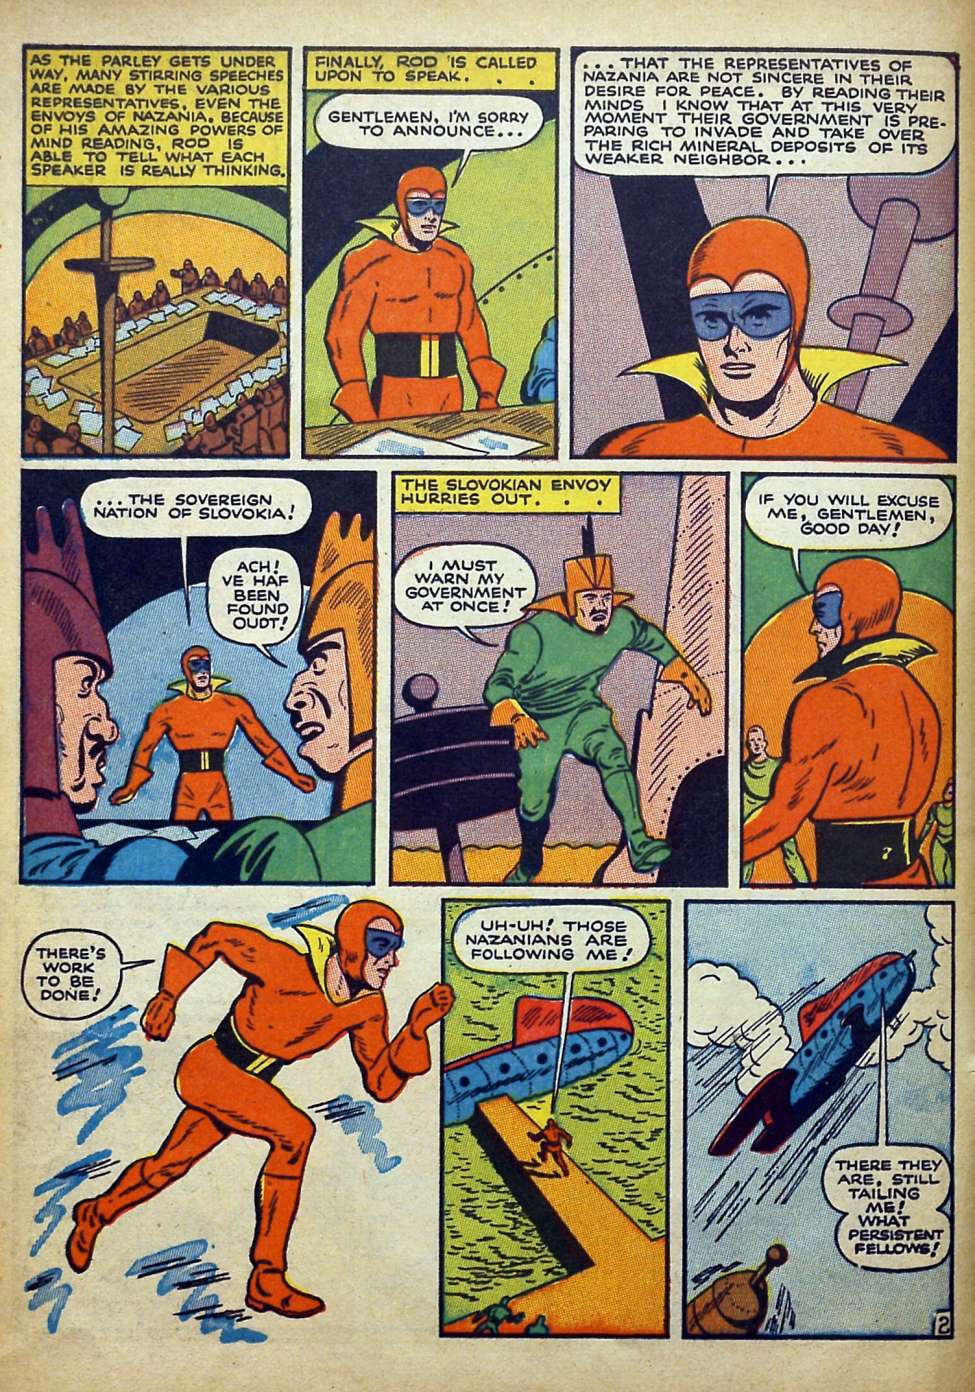 AS THE PARLEY GETS UNDER
WAY, MANY STIRRING SPEECHES
ARE MADE BY THE VARIOUS
REPRESENTATIVES, EVEN THE
ENVOYS OF NAZANIA. BECAUSE
OF HIS AMAZING POWERS OF
MIND READING, ROD IS
ABLE TO TELL WHAT EACH
SPEAKER IS REALLY THINKING.
FINALLY, ROD IS CALLED
UPON TO SPEAK. . .
GENTLEMEN, I'M SORRY
TO ANNOUNCE...
...THAT THE REPRESENTATIVES OF
NAZANIA ARE NOT SINCERE IN THEIR
DESIRE FOR PEACE. BY READING THEIR
MINDS I KNOW THAT AT THIS VERY
MOMENT THEIR GOVERNMENT IS PRE-
PARING TO INVADE AND TAKE OVER
THE RICH MINERAL DEPOSITS OF ITS
WEAKER NEIGHBOR...
...THE SOVEREIGN
NATION OF SLOVOKIA!
ACH!
VE HAF
BEEN
FOUND
OUDT!
THE SLOVOKIAN ENVOY
HURRIES OUT. . .
I MUST
WARN MY
GOVERNMENT
AT ONCE!
IF YOU WILL EXCUSE
ME, GENTLEMEN,
GOOD DAY!
THERE'S
WORK
TO BE
DONE!
UH-UH! THOSE
NAZANIANS ARE
FOLLOWING ME!
THERE THEY
ARE, STILL
TAILING
ME!
WHAT
PERSISTENT
FELLOWS!
2